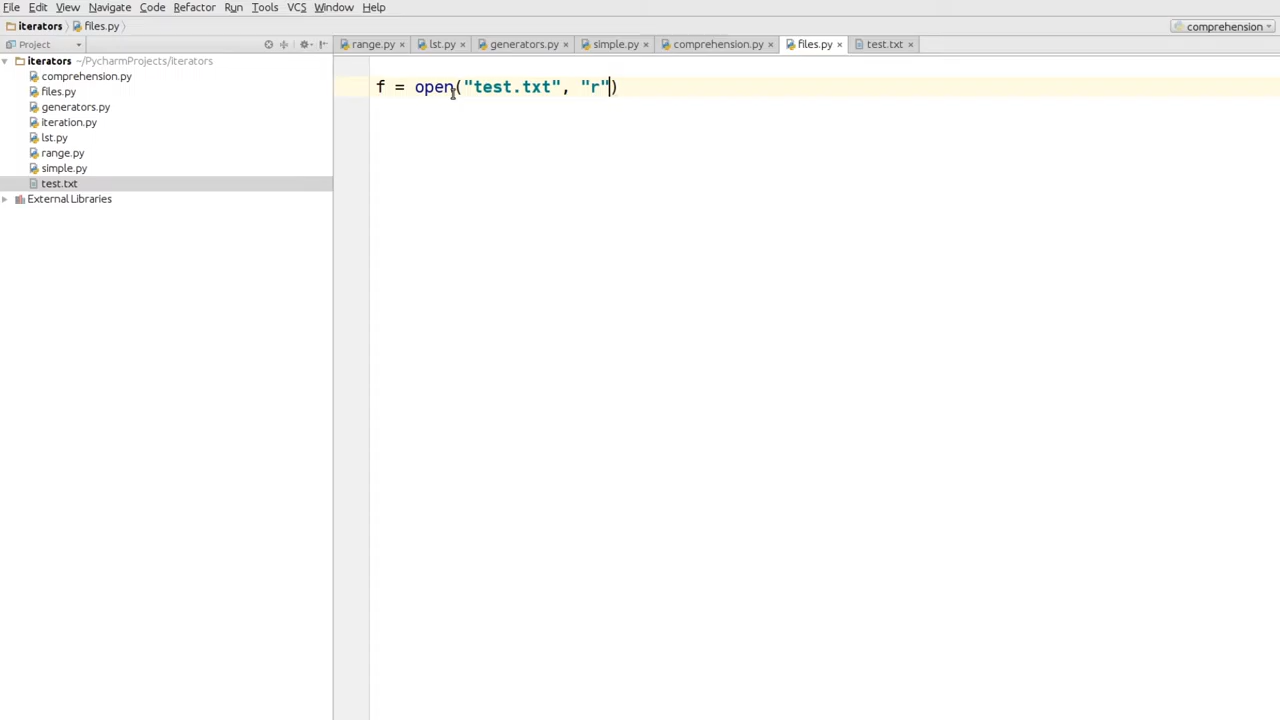 File Edit View Navigate Code Refactor Run Tools VCS Window Help
iterators files.py comprehension
Project range.py lst.py generators.py simple.py comprehension.py files.py test.txt
iterators ~/PycharmProjects/iterators
comprehension.py
f = open("test.txt", "r")
files.py
generators.py
iteration.py
lst.py
range.py
simple.py
test.txt
External Libraries